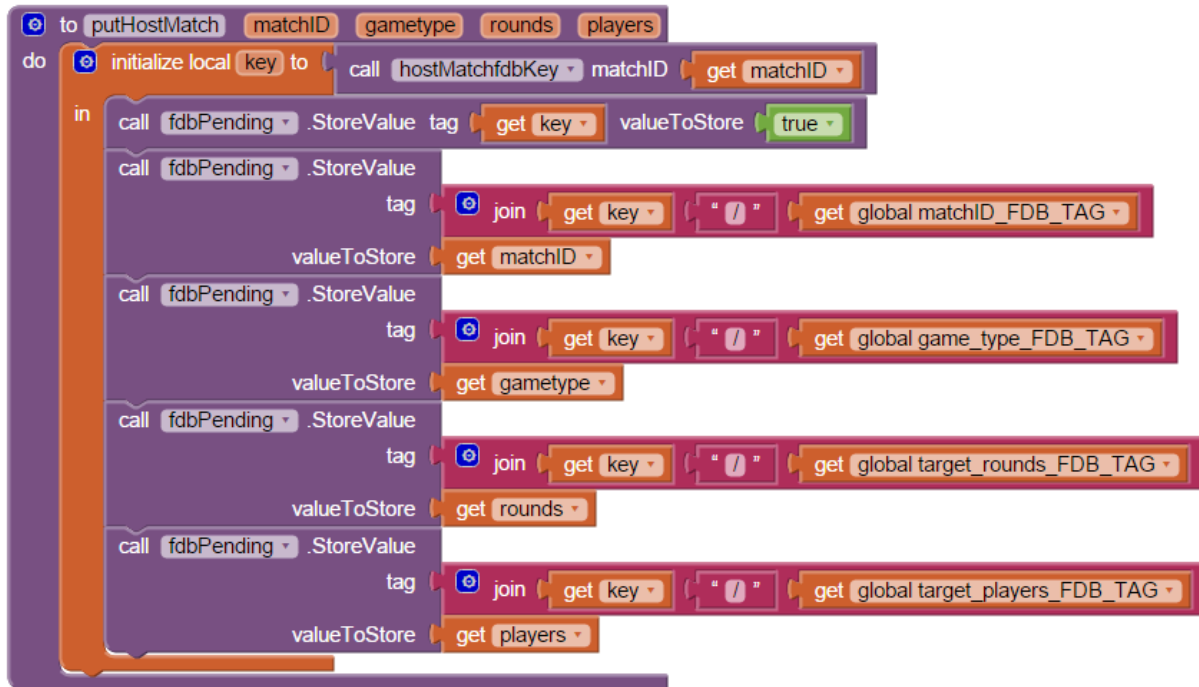 to putHostMatch matchID gametype rounds players
do initialize local key to call hostMatchfdbKey matchID get matchID
in call fdbPending .StoreValue tag get key valueToStore true
call fdbPending .StoreValue
tag join get key " / " get global matchID_FDB_TAG
valueToStore get matchID
call fdbPending .StoreValue
tag join get key " / " get global game_type_FDB_TAG
valueToStore get gametype
call fdbPending .StoreValue
tag join get key " / " get global target_rounds_FDB_TAG
valueToStore get rounds
call fdbPending .StoreValue
tag join get key " / " get global target_players_FDB_TAG
valueToStore get players